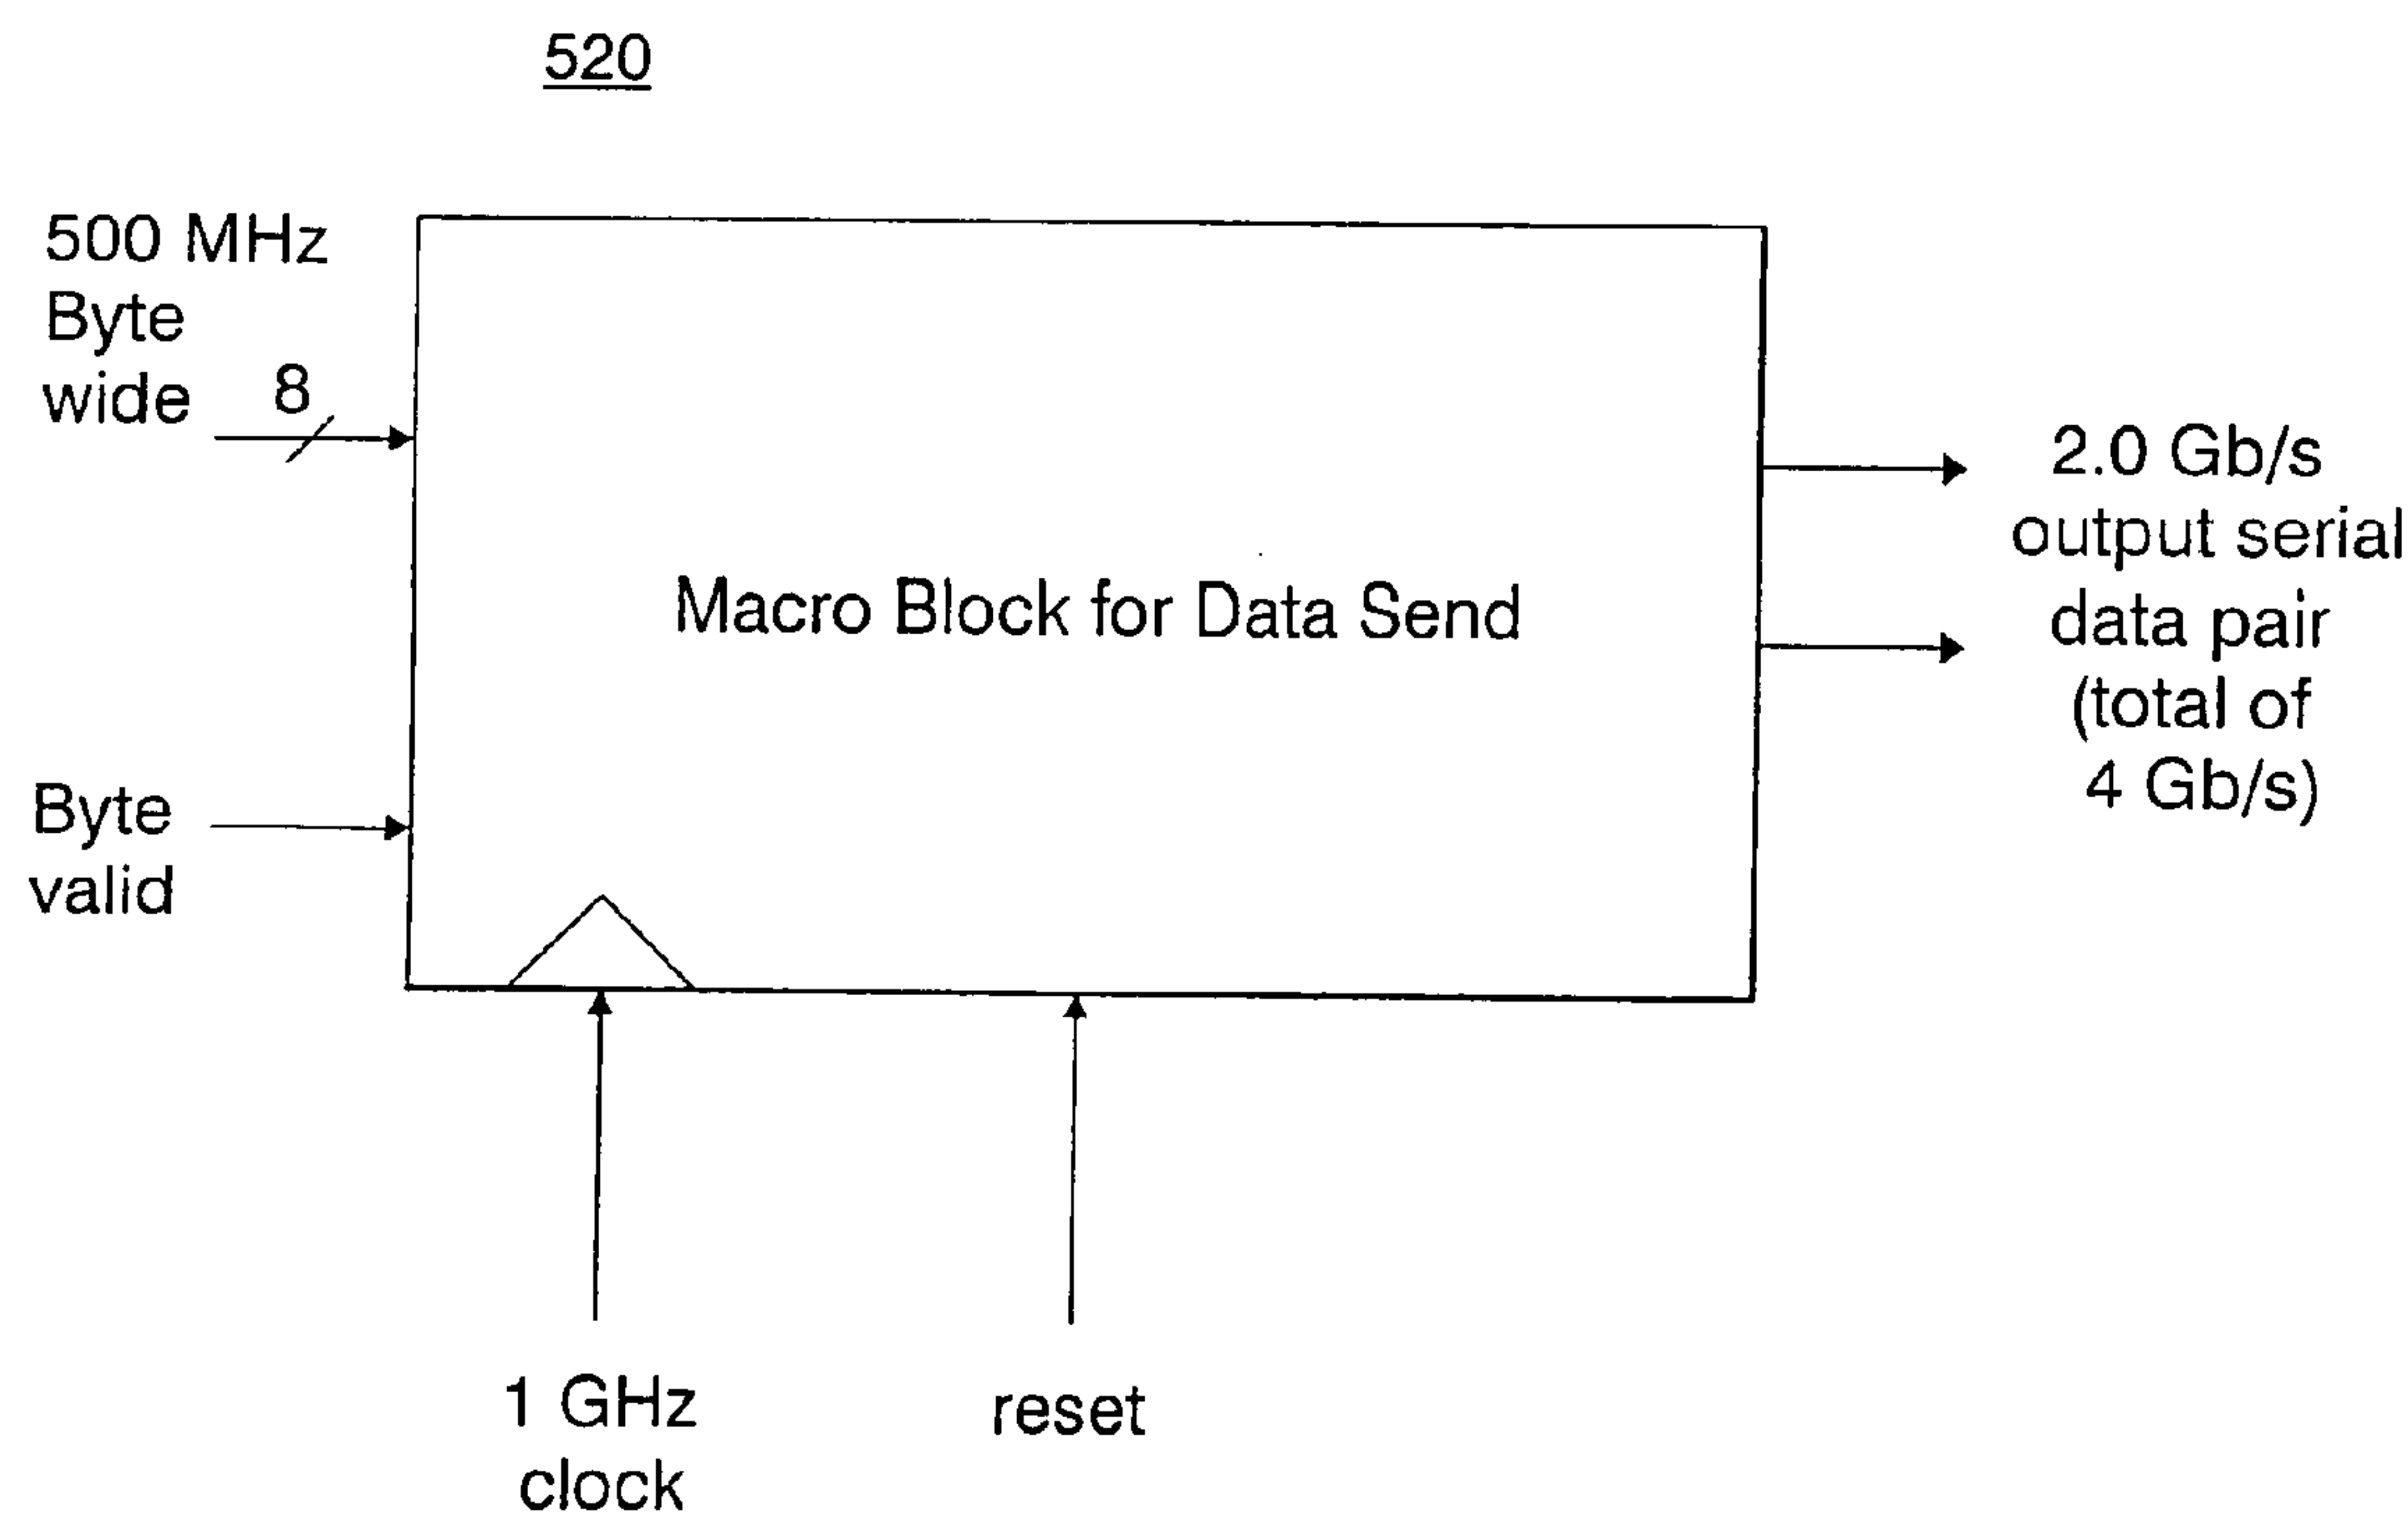 520
500 MHz
Byte
wide
8
Byte
valid
Macro Block for Data Send
2.0 Gb/s
output serial
data pair
(total of
4 Gb/s)
1 GHz
clock
reset